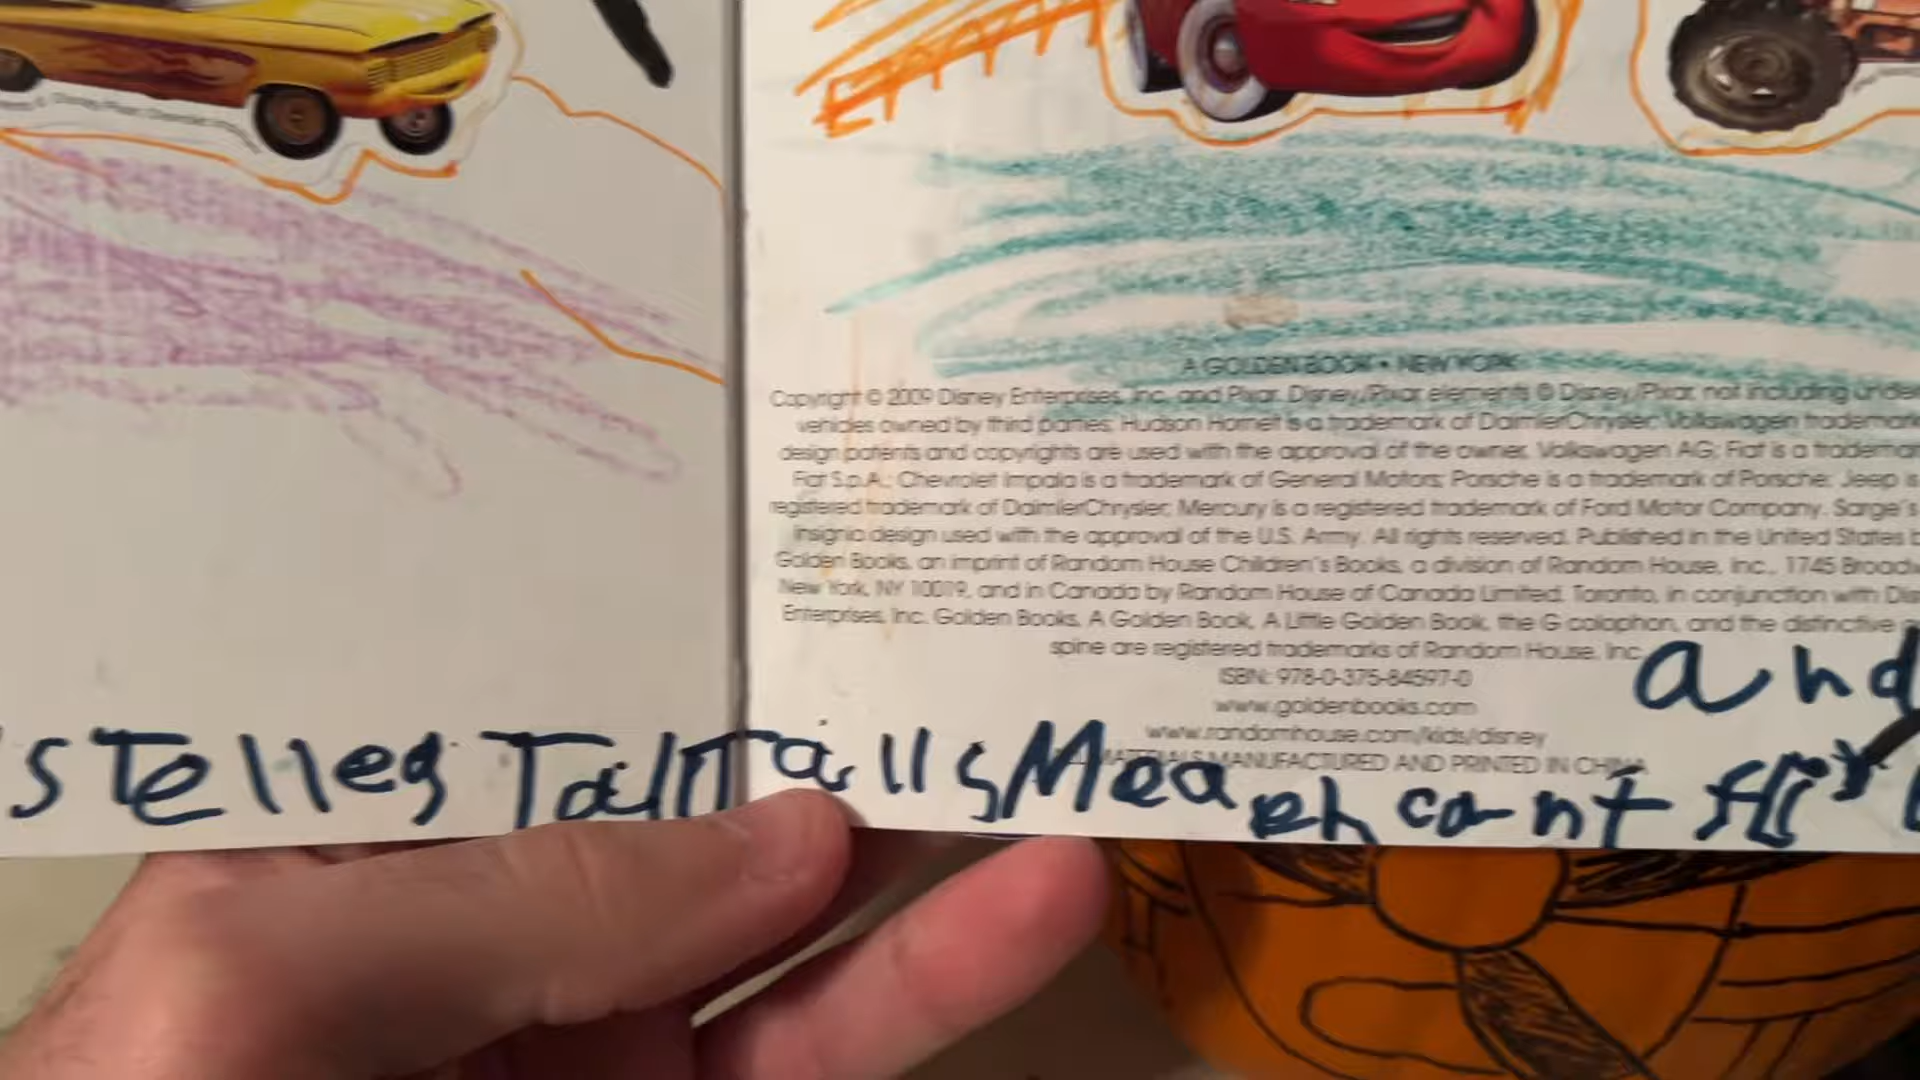 A GOLDEN BOOK • NEW YORK
Copyright © 2009 Disney Enterprises, Inc. and Pixar. Disney/Pixar elements © Disney/Pixar not including under
vehicles owned by third parties; Hudson Hornet is a trademark of DaimlerChrysler; Volkswagen trademark
design patents and copyrights are used with the approval of the owner, Volkswagen AG; Fiat is a trademar
Fiat S.p.A.; Chevrolet Impala is a trademark of General Motors; Porsche is a trademark of Porsche; Jeep is
registered trademark of DaimlerChrysler; Mercury is a registered trademark of Ford Motor Company. Sarge's
insignia design used with the approval of the U.S. Army. All rights reserved. Published in the United States b
Golden Books, an imprint of Random House Children's Books, a division of Random House, Inc., 1745 Broadw
New York, NY 10019, and in Canada by Random House of Canada Limited, Toronto, in conjunction with Dis
Enterprises, Inc. Golden Books, A Golden Book, A Little Golden Book, the G colophon, and the distinctive
spine are registered trademarks of Random House, Inc.
ISBN: 978-0-375-84597-0
www.goldenbooks.com
www.randomhouse.com/kids/disney
MATERIALS MANUFACTURED AND PRINTED IN CHINA
and
s Telleg Tall Talls Mea eh cant